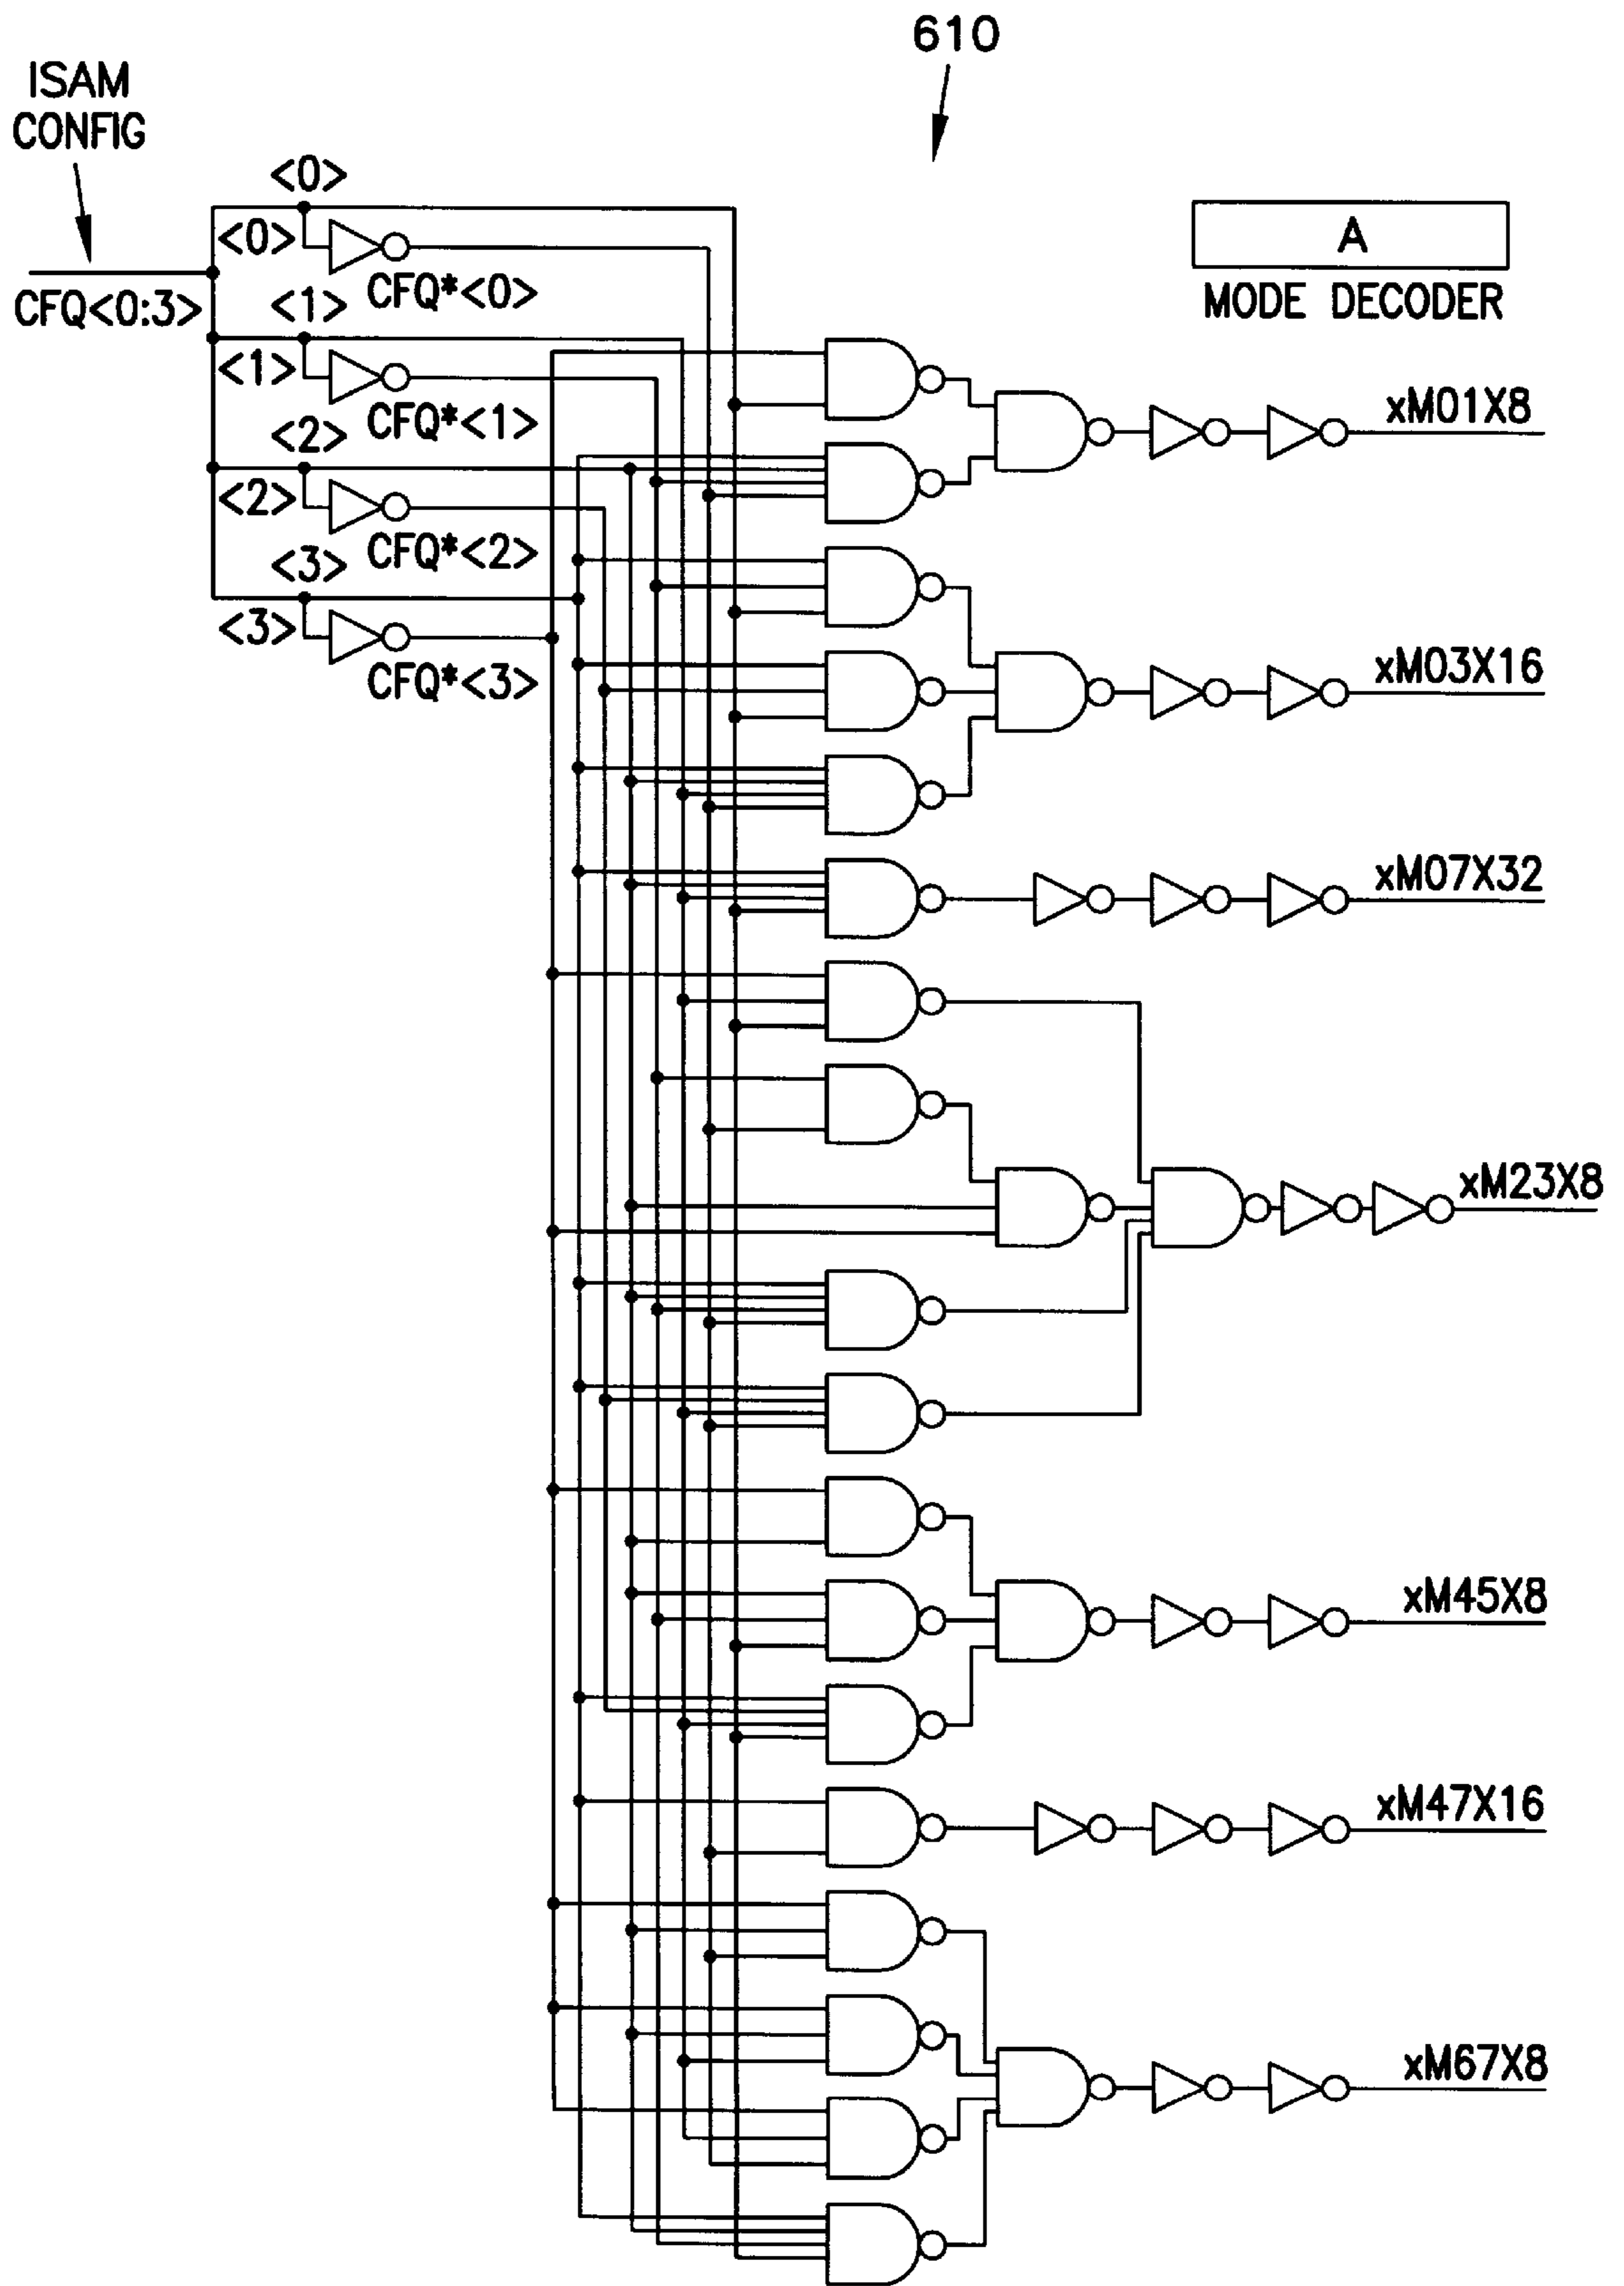 610
ISAM
CONFIG
<0>
<0>
CFQ*<0>
CFQ<0:3>
A
MODE DECODER
<1>
<1>
CFQ*<1>
<2>
<2>
CFQ*<2>
<3>
<3>
CFQ*<3>
xM01X8
xM03X16
xM07X32
xM23X8
xM45X8
xM47X16
xM67X8